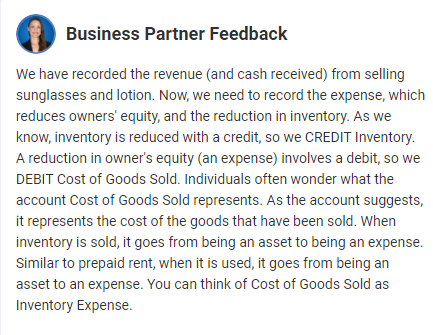 Business Partner Feedback
We have recorded the revenue (and cash received) from selling
sunglasses and lotion. Now, we need to record the expense, which
reduces owners' equity, and the reduction in inventory. As we
know, inventory is reduced with a credit, so we CREDIT Inventory.
A reduction in owner's equity (an expense) involves a debit, so we
DEBIT Cost of Goods Sold. Individuals often wonder what the
account Cost of Goods Sold represents. As the account suggests,
it represents the cost of the goods that have been sold. When
inventory is sold, it goes from being an asset to being an expense.
Similar to prepaid rent, when it is used, it goes from being an
asset to an expense. You can think of Cost of Goods Sold as
Inventory Expense.